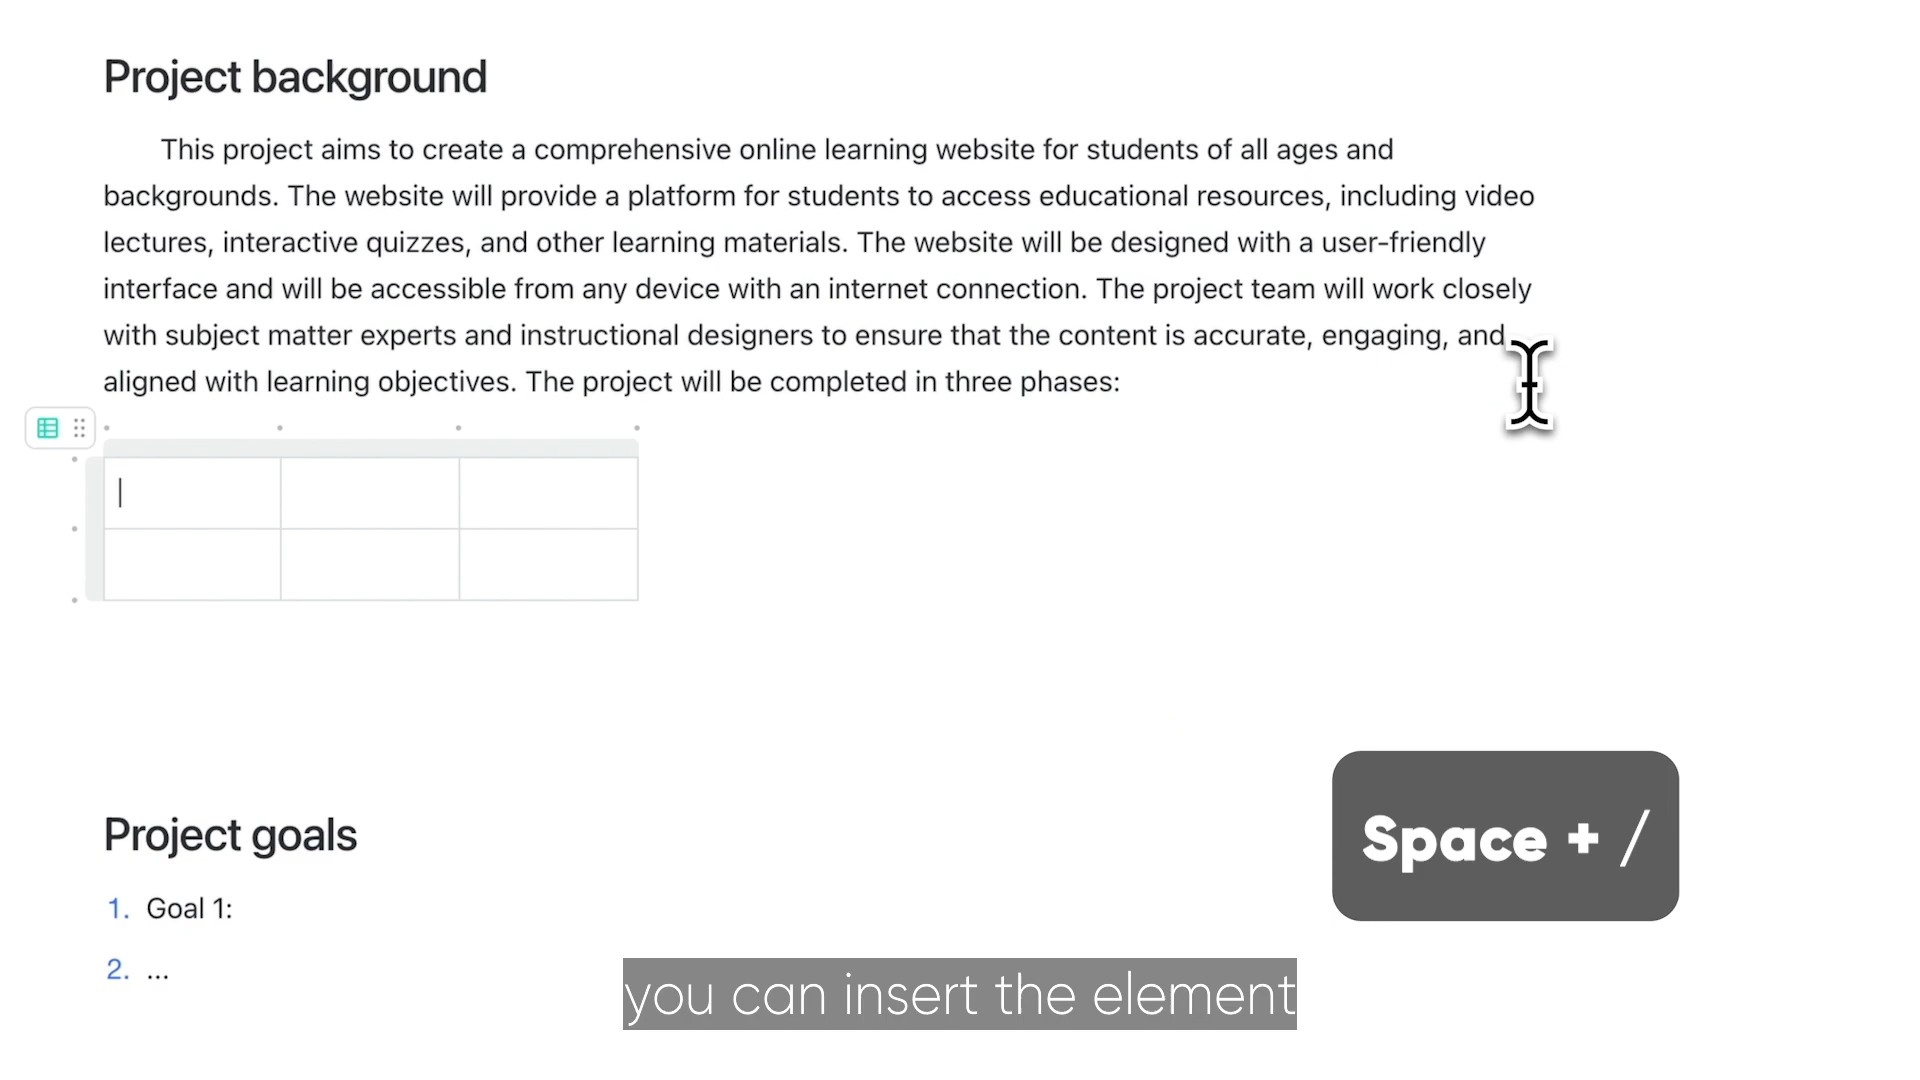 Project background
This project aims to create a comprehensive online learning website for students of all ages and
backgrounds. The website will provide a platform for students to access educational resources, including video
lectures, interactive quizzes, and other learning materials. The website will be designed with a user-friendly
interface and will be accessible from any device with an internet connection. The project team will work closely
with subject matter experts and instructional designers to ensure that the content is accurate, engaging, and
aligned with learning objectives. The project will be completed in three phases:
Project goals
1. Goal 1:
2. ...
Space + /
you can insert the element